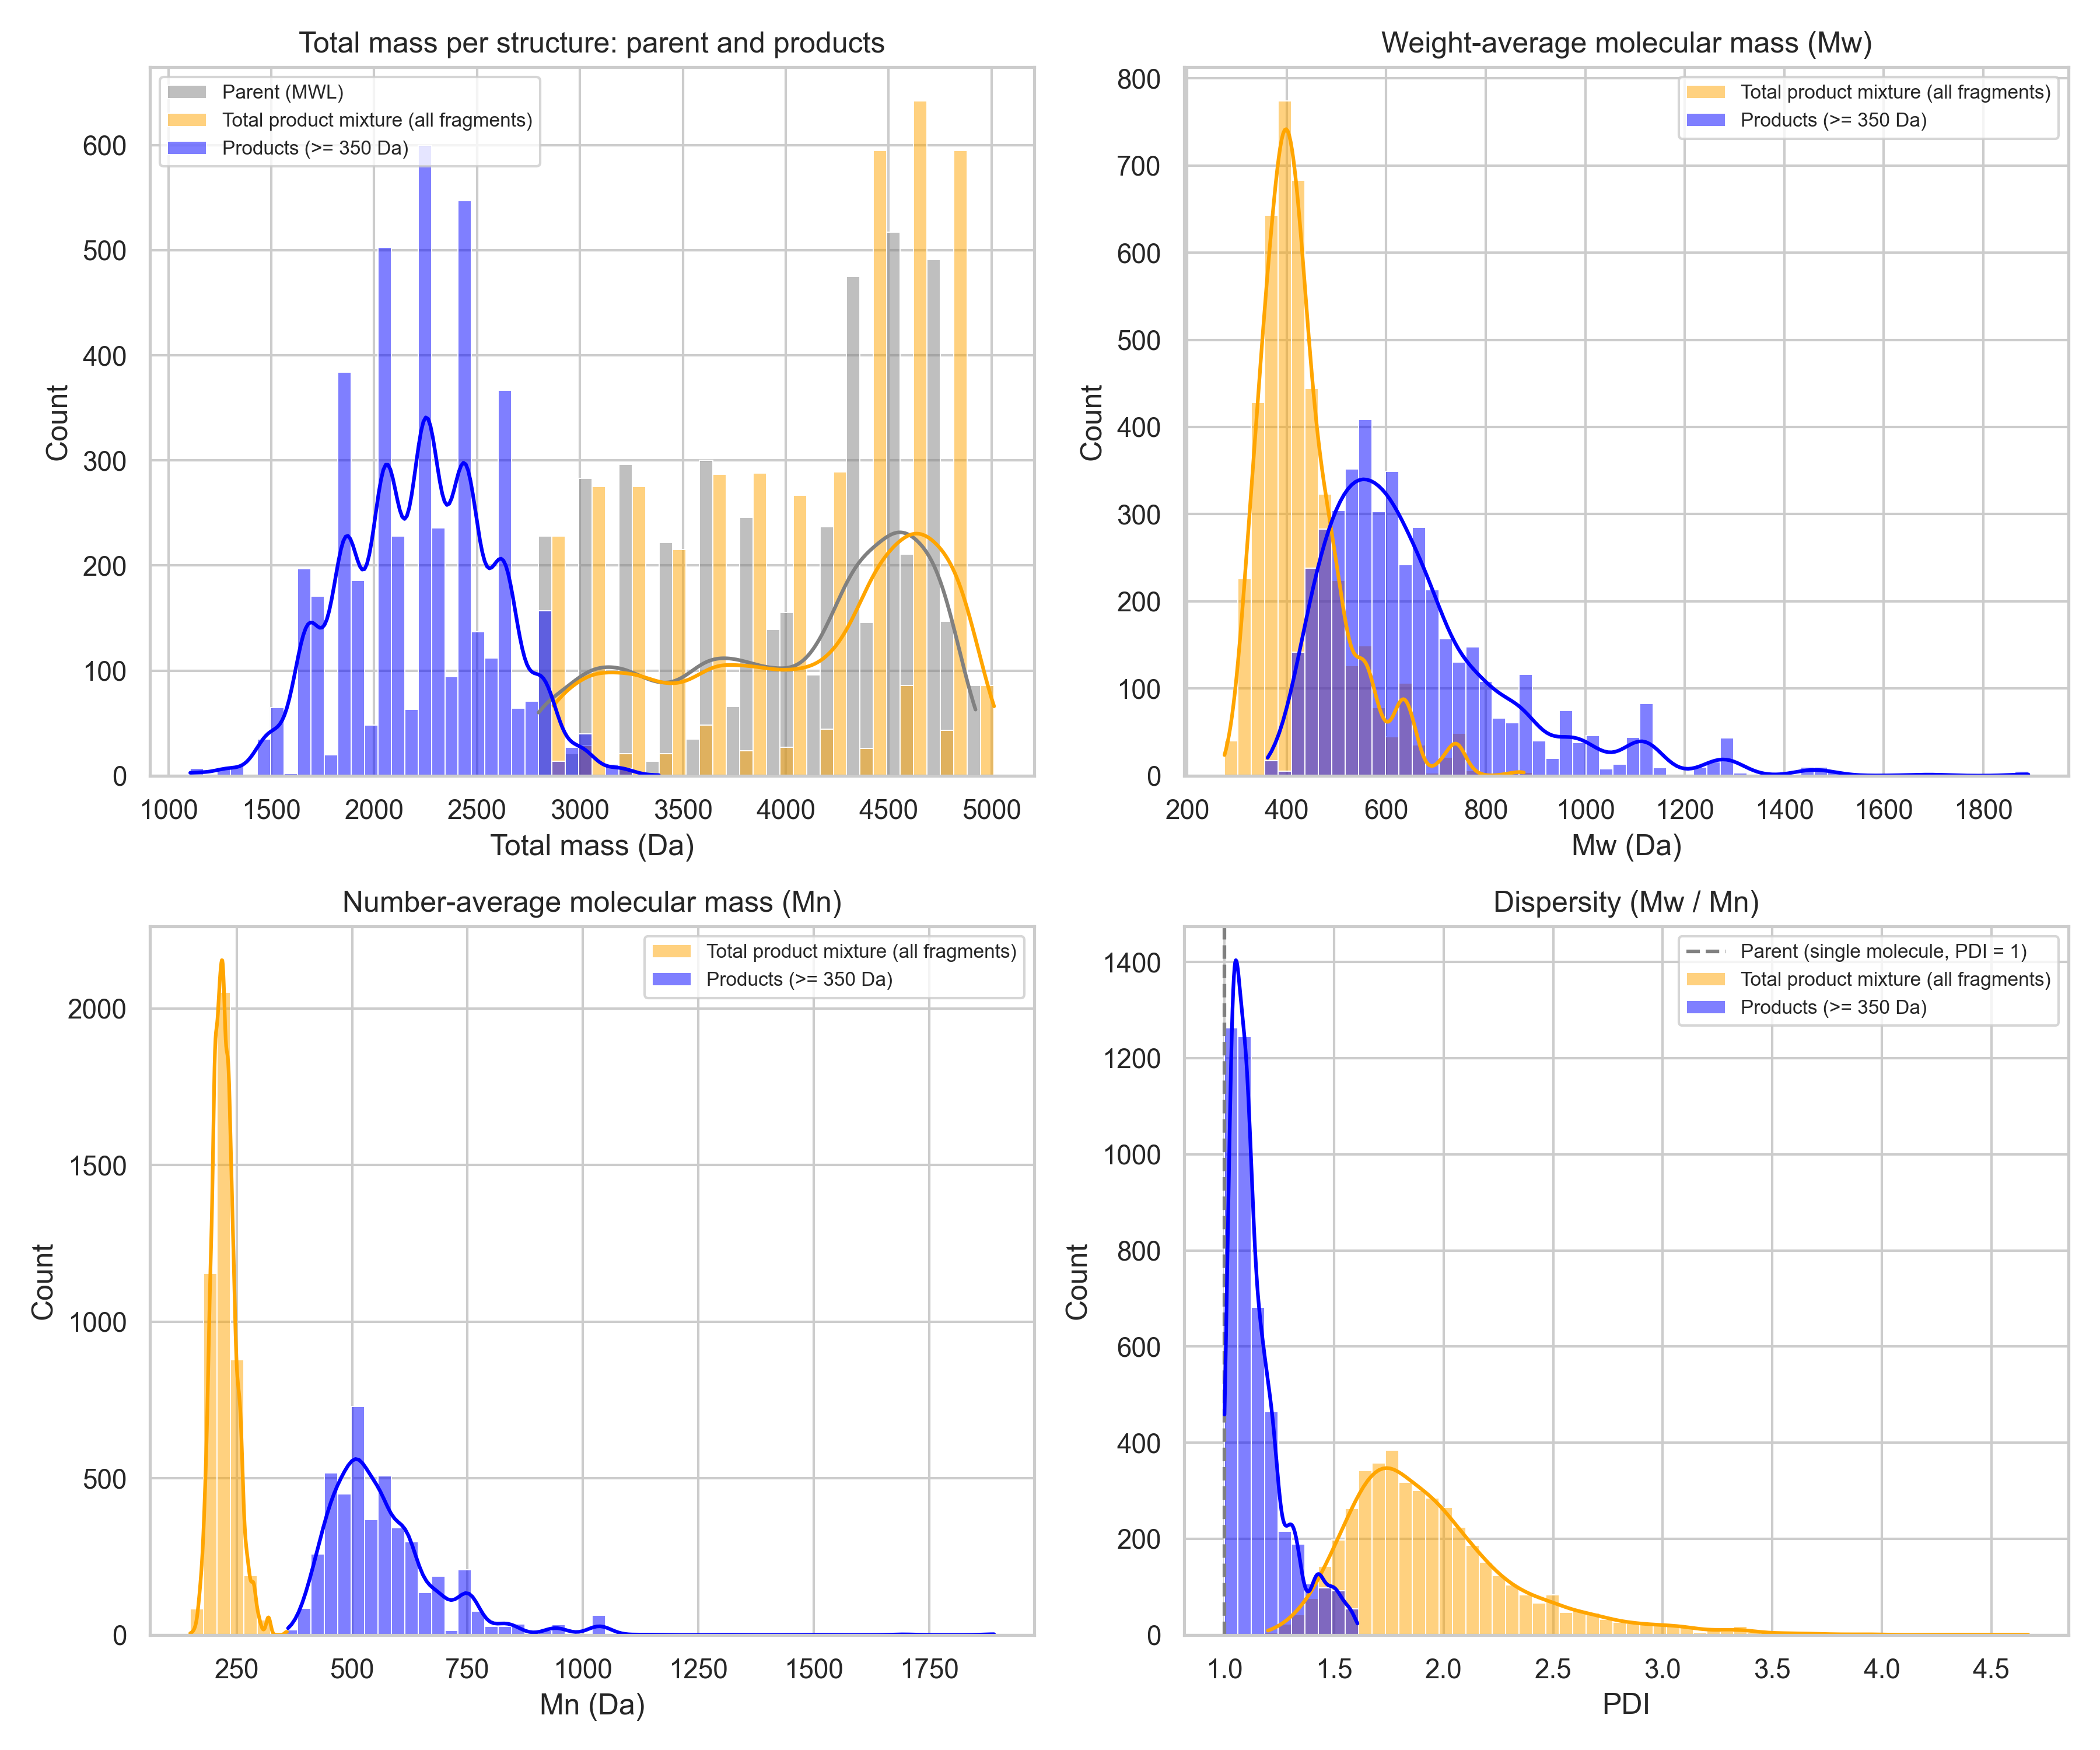 Total mass per structure: parent and products
Parent (MWL)
Total product mixture (all fragments)
Products (>= 350 Da)
600
500
400
300
200
100
0
Count
1000 1500 2000 2500 3000 3500 4000 4500 5000
Total mass (Da)
Weight-average molecular mass (Mw)
Total product mixture (all fragments)
Products (>= 350 Da)
800
700
600
500
400
300
200
100
0
Count
200 400 600 800 1000 1200 1400 1600 1800
Mw (Da)
Number-average molecular mass (Mn)
Total product mixture (all fragments)
Products (>= 350 Da)
2000
1500
1000
500
0
Count
250 500 750 1000 1250 1500 1750
Mn (Da)
Dispersity (Mw / Mn)
Parent (single molecule, PDI = 1)
Total product mixture (all fragments)
Products (>= 350 Da)
1400
1200
1000
800
600
400
200
0
Count
1.0 1.5 2.0 2.5 3.0 3.5 4.0 4.5
PDI